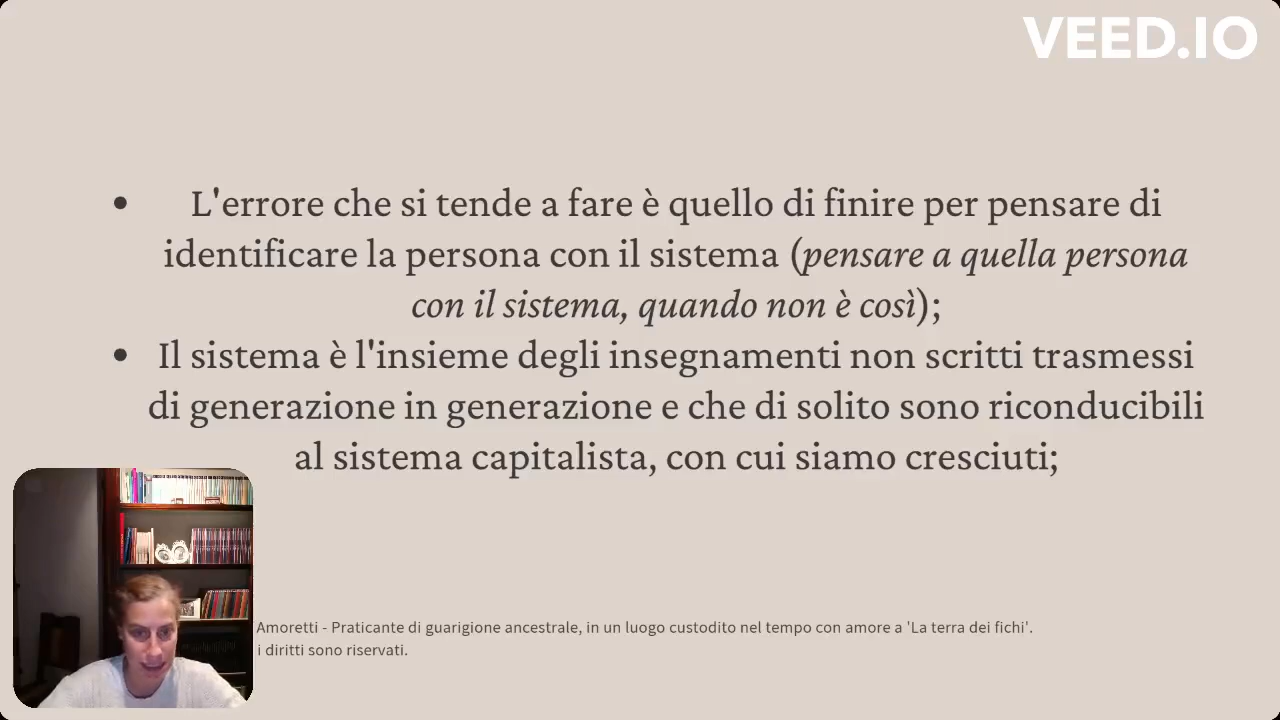 VEED.IO
• L'errore che si tende a fare è quello di finire per pensare di
identificare la persona con il sistema (pensare a quella persona
con il sistema, quando non è così);
• Il sistema è l'insieme degli insegnamenti non scritti trasmessi
di generazione in generazione e che di solito sono riconducibili
al sistema capitalista, con cui siamo cresciuti;
Amoretti - Praticante di guarigione ancestrale, in un luogo custodito nel tempo con amore a 'La terra dei fichi'.
i diritti sono riservati.